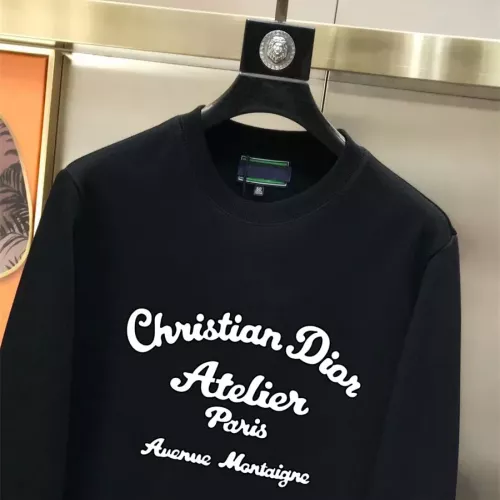 Christian Dior
Atelier
Paris
Avenue Montaigne